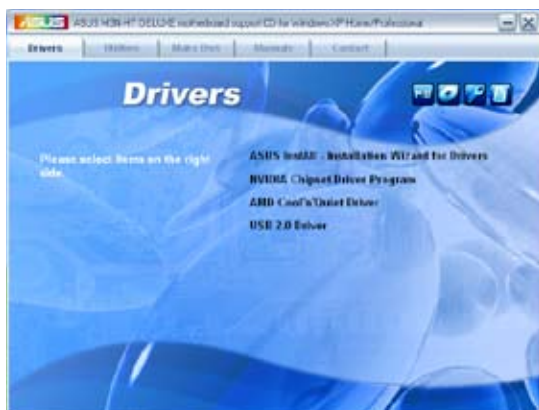 ASUS M3N-HT DELUXE motherboard support CD for Windows XP Home/Professional
Drivers Utilities Make Disk Manuals Contact
Drivers
Please select items on the right side.
ASUS InstAll - Installation Wizard for Drivers
NVIDIA Chipset Driver Program
AMD Cool'n'Quiet Driver
USB 2.0 Driver